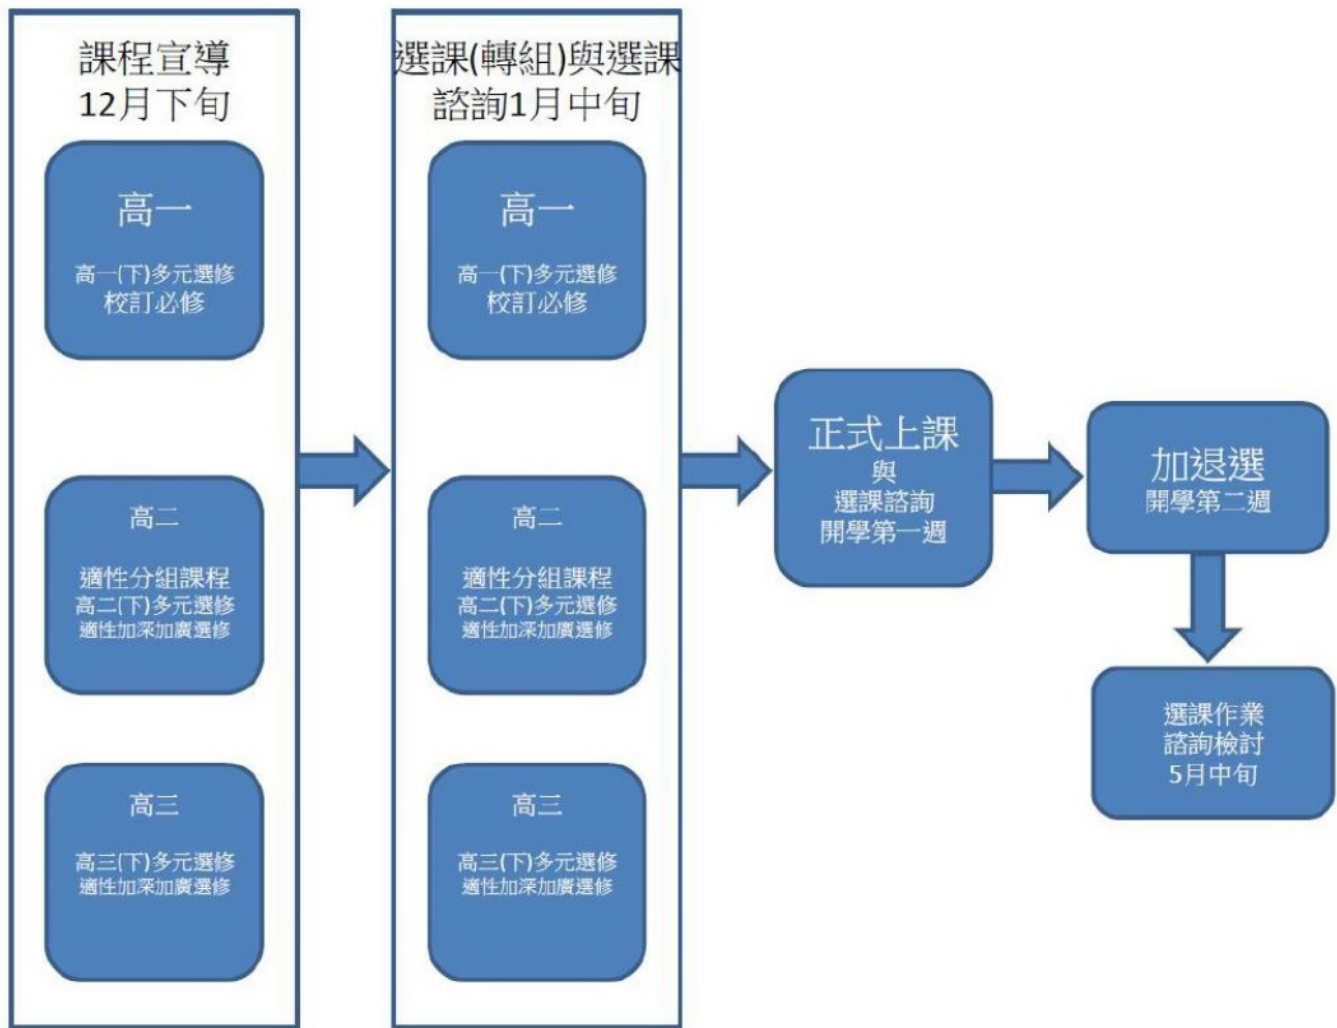 課程宣導
12月下旬
高一
高一(下)多元選修
校訂必修
高二
適性分組課程
高二(下)多元選修
適性加深加廣選修
高三
高三(下)多元選修
適性加深加廣選修
選課(轉組)與選課
諮詢1月中旬
高一
高一(下)多元選修
校訂必修
高二
適性分組課程
高二(下)多元選修
適性加深加廣選修
高三
高三(下)多元選修
適性加深加廣選修
正式上課
與
選課諮詢
開學第一週
加退選
開學第二週
選課作業
諮詢檢討
5月中旬